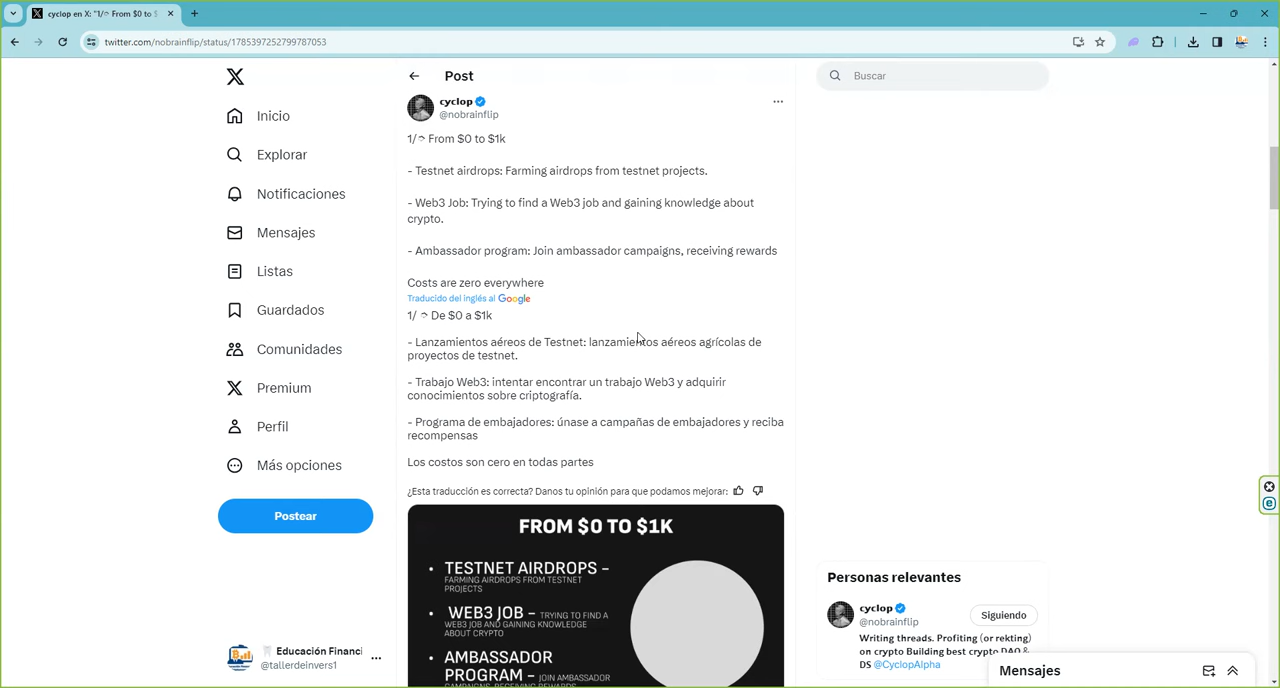 cyclop en X: "1/ From $0 to $
twitter.com/nobrainflip/status/1785397252799787053
Inicio
Explorar
Notificaciones
Mensajes
Listas
Guardados
Comunidades
Premium
Perfil
Más opciones
Postear
Educación Financi
@tallerdeinvers1
Post
cyclop
@nobrainflip
1/ From $0 to $1k
- Testnet airdrops: Farming airdrops from testnet projects.
- Web3 Job: Trying to find a Web3 job and gaining knowledge about
crypto.
- Ambassador program: Join ambassador campaigns, receiving rewards
Costs are zero everywhere
Traducido del inglés al Google
1/ De $0 a $1k
- Lanzamientos aéreos de Testnet: lanzamientos aéreos agrícolas de
proyectos de testnet.
- Trabajo Web3: intentar encontrar un trabajo Web3 y adquirir
conocimientos sobre criptografía.
- Programa de embajadores: únase a campañas de embajadores y reciba
recompensas
Los costos son cero en todas partes
¿Esta traducción es correcta? Danos tu opinión para que podamos mejorar:
FROM $0 TO $1K
• TESTNET AIRDROPS –
FARMING AIRDROPS FROM TESTNET
PROJECTS
• WEB3 JOB – TRYING TO FIND A
WEB3 JOB AND GAINING KNOWLEDGE
ABOUT CRYPTO
• AMBASSADOR
PROGRAM – JOIN AMBASSADOR
CAMPAIGNS, RECEIVING REWARDS
Buscar
Personas relevantes
cyclop
@nobrainflip
Siguiendo
Writing threads. Profiting (or rekting)
on crypto Building best crypto DAO &
DS @CyclopAlpha
Mensajes